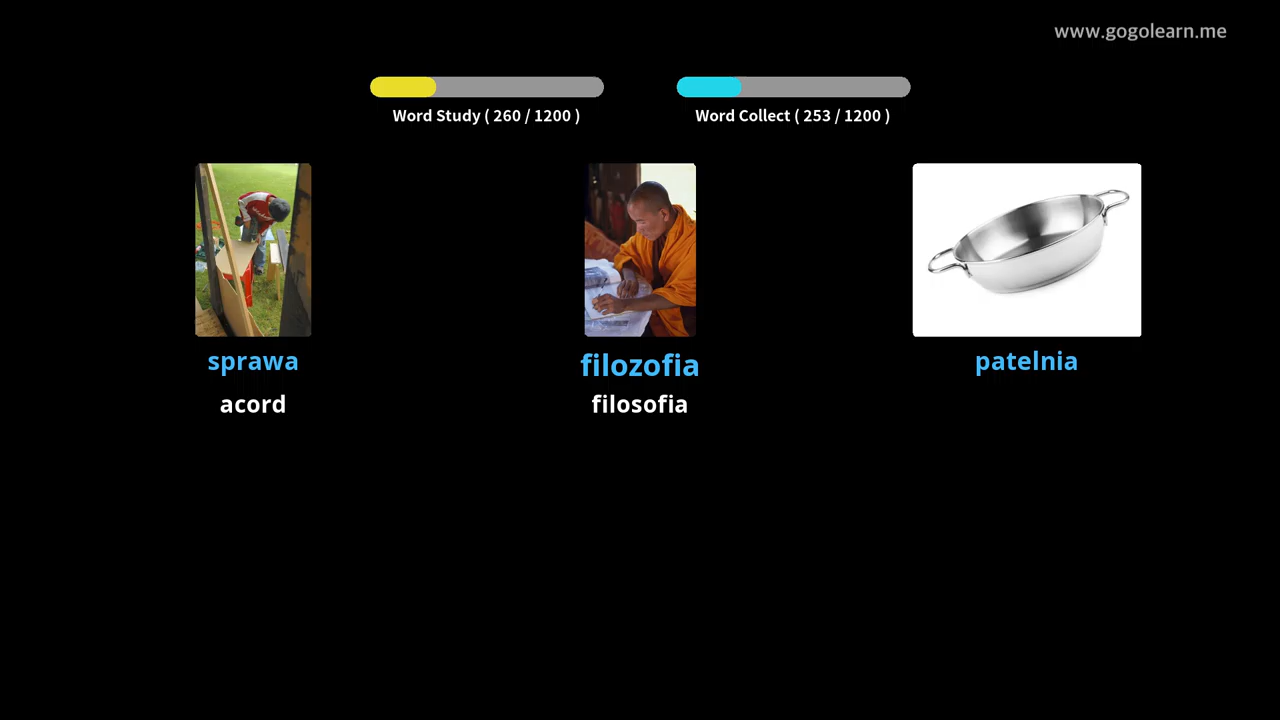 www.gogolearn.me
Word Study ( 260 / 1200 )
Word Collect ( 253 / 1200 )
sprawa
filozofia
patelnia
acord
filosofia